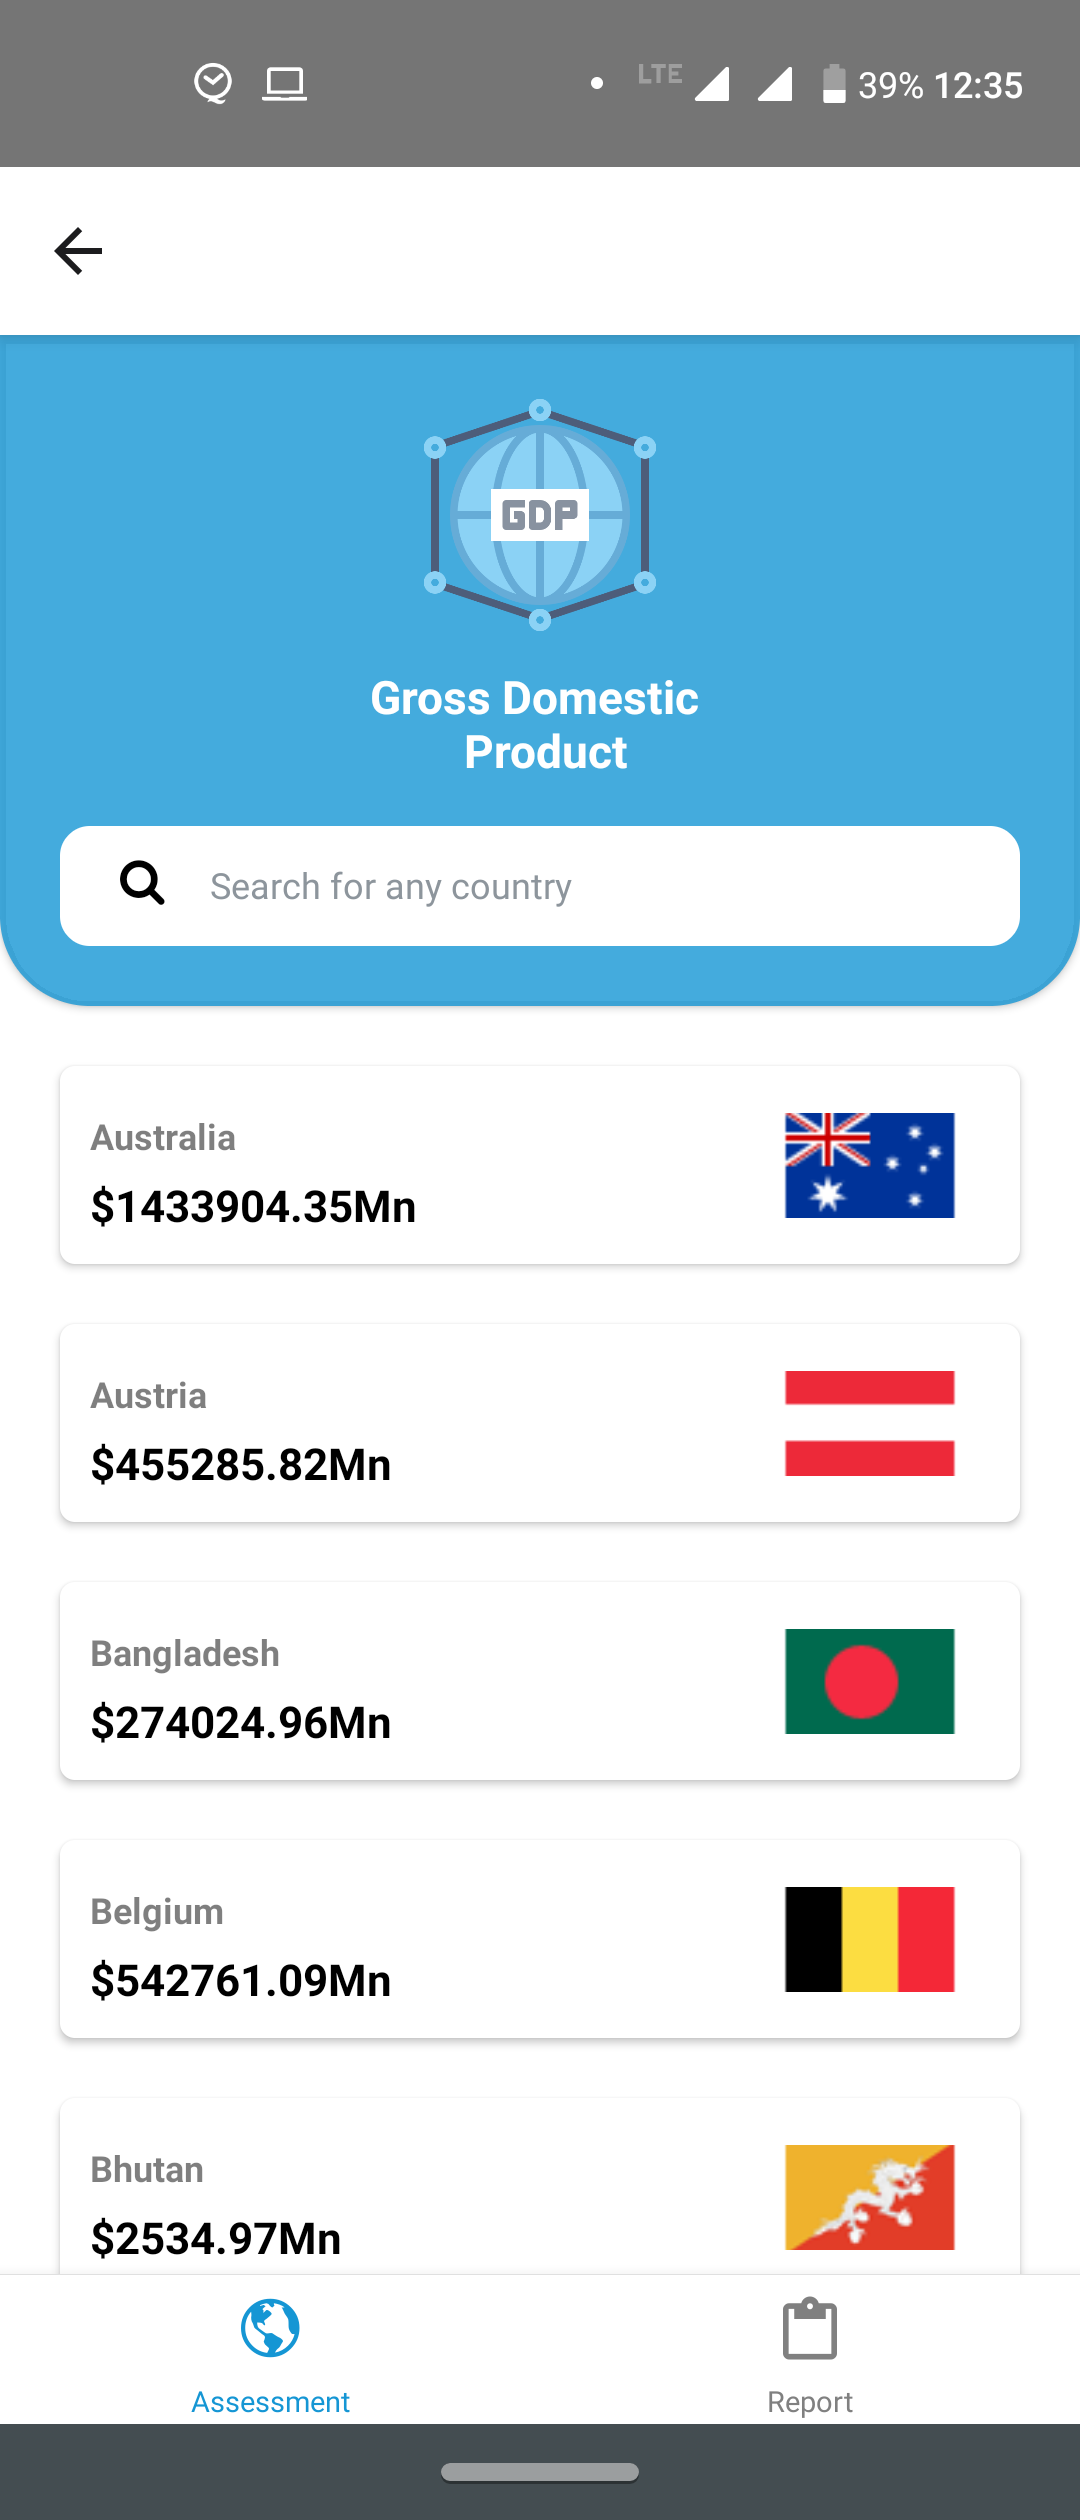 LTE 39% 12:35
GDP
Gross Domestic
Product
Search for any country
Australia
$1433904.35Mn
Austria
$455285.82Mn
Bangladesh
$274024.96Mn
Belgium
$542761.09Mn
Bhutan
$2534.97Mn
Assessment
Report